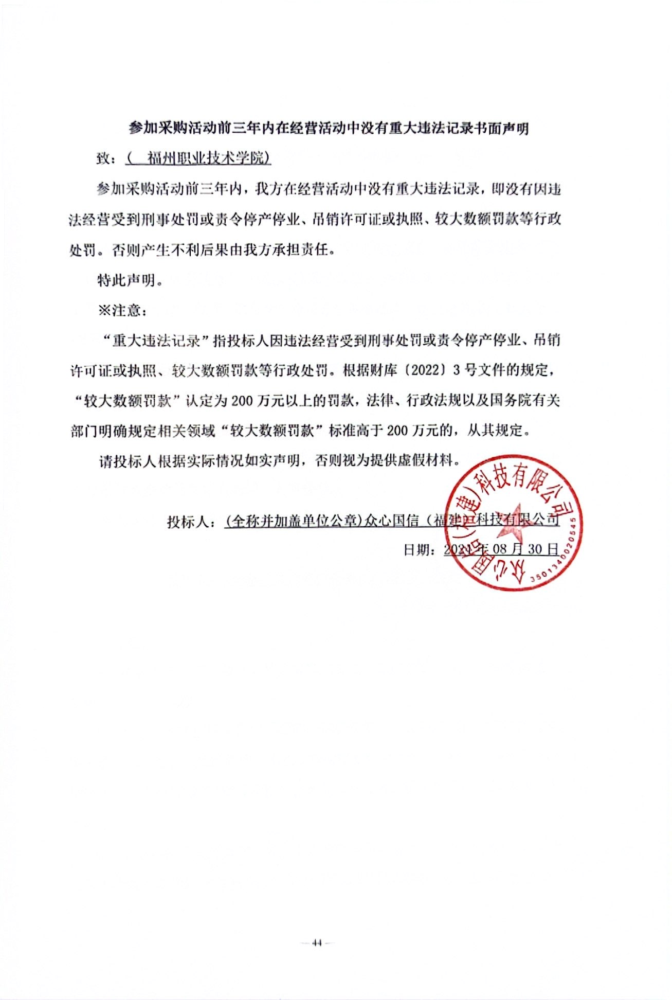 参加采购活动前三年内在经营活动中没有重大违法记录书面声明
致：( 福州职业技术学院)
参加采购活动前三年内，我方在经营活动中没有重大违法记录，即没有因违
法经营受到刑事处罚或责令停产停业、吊销许可证或执照、较大数额罚款等行政
处罚。否则产生不利后果由我方承担责任。
特此声明。
※注意：
“重大违法记录”指投标人因违法经营受到刑事处罚或责令停产停业、吊销
许可证或执照、较大数额罚款等行政处罚。根据财库〔2022〕3 号文件的规定，
“较大数额罚款”认定为 200 万元以上的罚款，法律、行政法规以及国务院有关
部门明确规定相关领域“较大数额罚款”标准高于 200 万元的，从其规定。
请投标人根据实际情况如实声明，否则视为提供虚假材料。
投标人：(全称并加盖单位公章)众心国信（福建）科技有限公司
日期：2024 年 08 月 30 日
众心国信(福建)科技有限公司
3501340020545
44